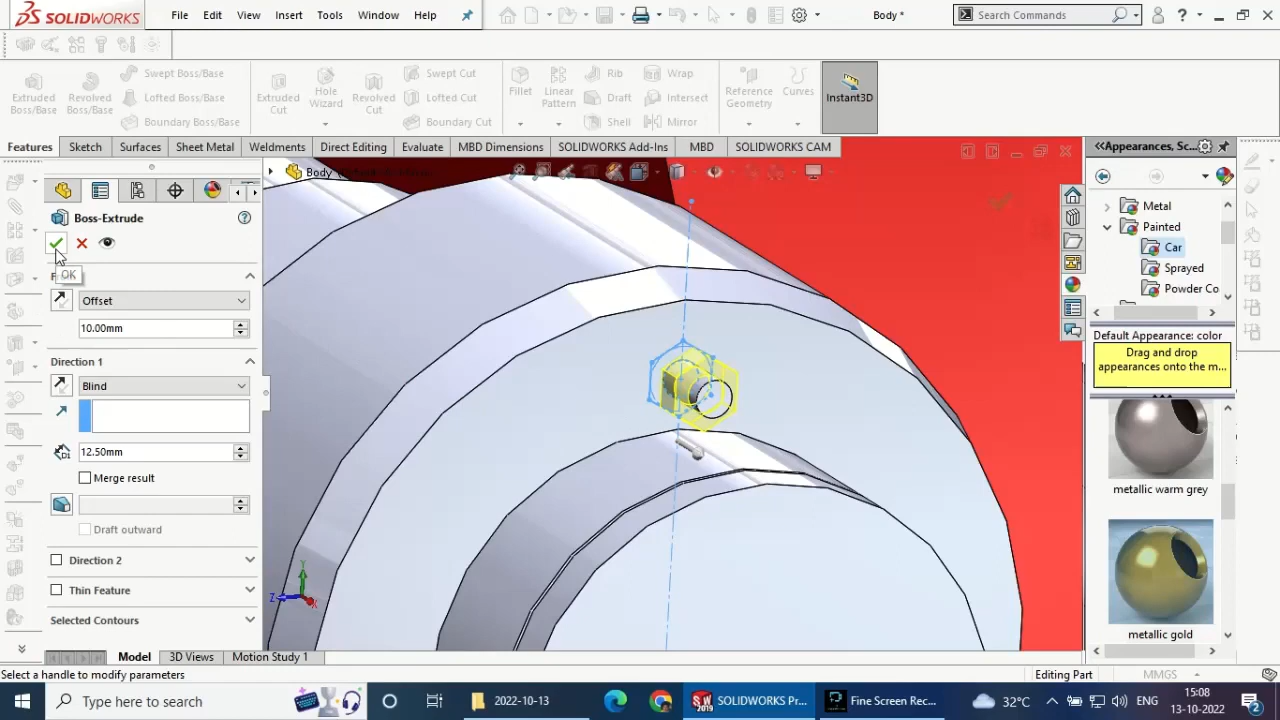 SOLIDWORKS
File Edit View Insert Tools Window Help
Body *
Search Commands
Extruded Boss/Base
Revolved Boss/Base
Swept Boss/Base
Lofted Boss/Base
Boundary Boss/Base
Extruded Cut
Hole Wizard
Revolved Cut
Swept Cut
Lofted Cut
Boundary Cut
Fillet
Linear Pattern
Rib
Draft
Shell
Wrap
Intersect
Mirror
Reference Geometry
Curves
Instant3D
Features Sketch Surfaces Sheet Metal Weldments Direct Editing Evaluate MBD Dimensions SOLIDWORKS Add-Ins MBD SOLIDWORKS CAM
Body
Boss-Extrude
OK
Offset
10.00mm
Direction 1
Blind
12.50mm
Merge result
Draft outward
Direction 2
Thin Feature
Selected Contours
Y
Z
X
<<Appearances, Sc...
Metal
Painted
Car
Sprayed
Powder Co
Default Appearance: color
Drag and drop
appearances onto the m...
metallic warm grey
metallic gold
Model 3D Views Motion Study 1
Select a handle to modify parameters
Editing Part
MMGS
Type here to search
2022-10-13
SOLIDWORKS Pr...
Fine Screen Rec...
32°C
ENG
15:08
13-10-2022
2